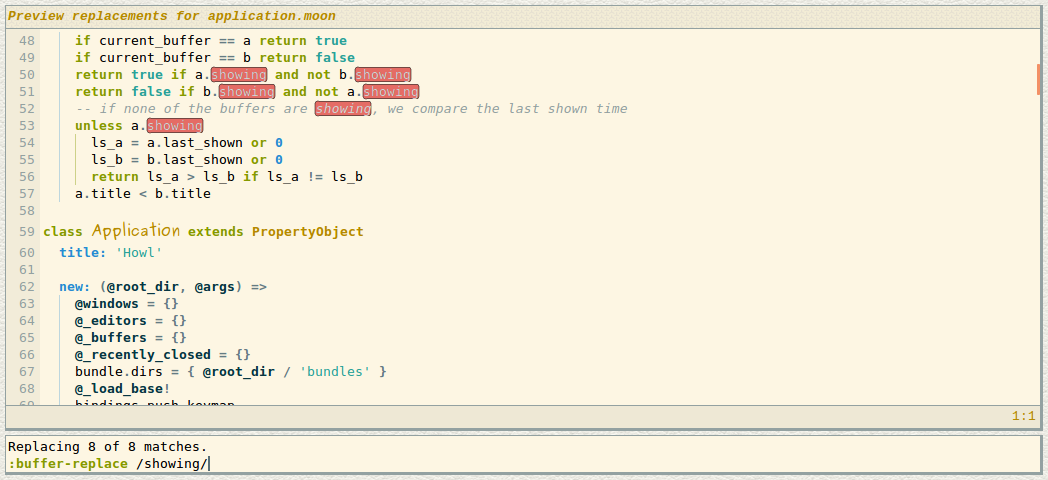 Preview replacements for application.moon
48     if current_buffer == a return true
49     if current_buffer == b return false
50     return true if a.showing and not b.showing
51     return false if b.showing and not a.showing
52     -- if none of the buffers are showing, we compare the last shown time
53     unless a.showing
54       ls_a = a.last_shown or 0
55       ls_b = b.last_shown or 0
56       return ls_a > ls_b if ls_a != ls_b
57     a.title < b.title
58
59 class Application extends PropertyObject
60   title: 'Howl'
61
62   new: (@root_dir, @args) =>
63     @windows = {}
64     @_editors = {}
65     @_buffers = {}
66     @_recently_closed = {}
67     bundle.dirs = { @root_dir / 'bundles' }
68     @_load_base!
69     bindings.push keymap
1:1
Replacing 8 of 8 matches.
:buffer-replace /showing/